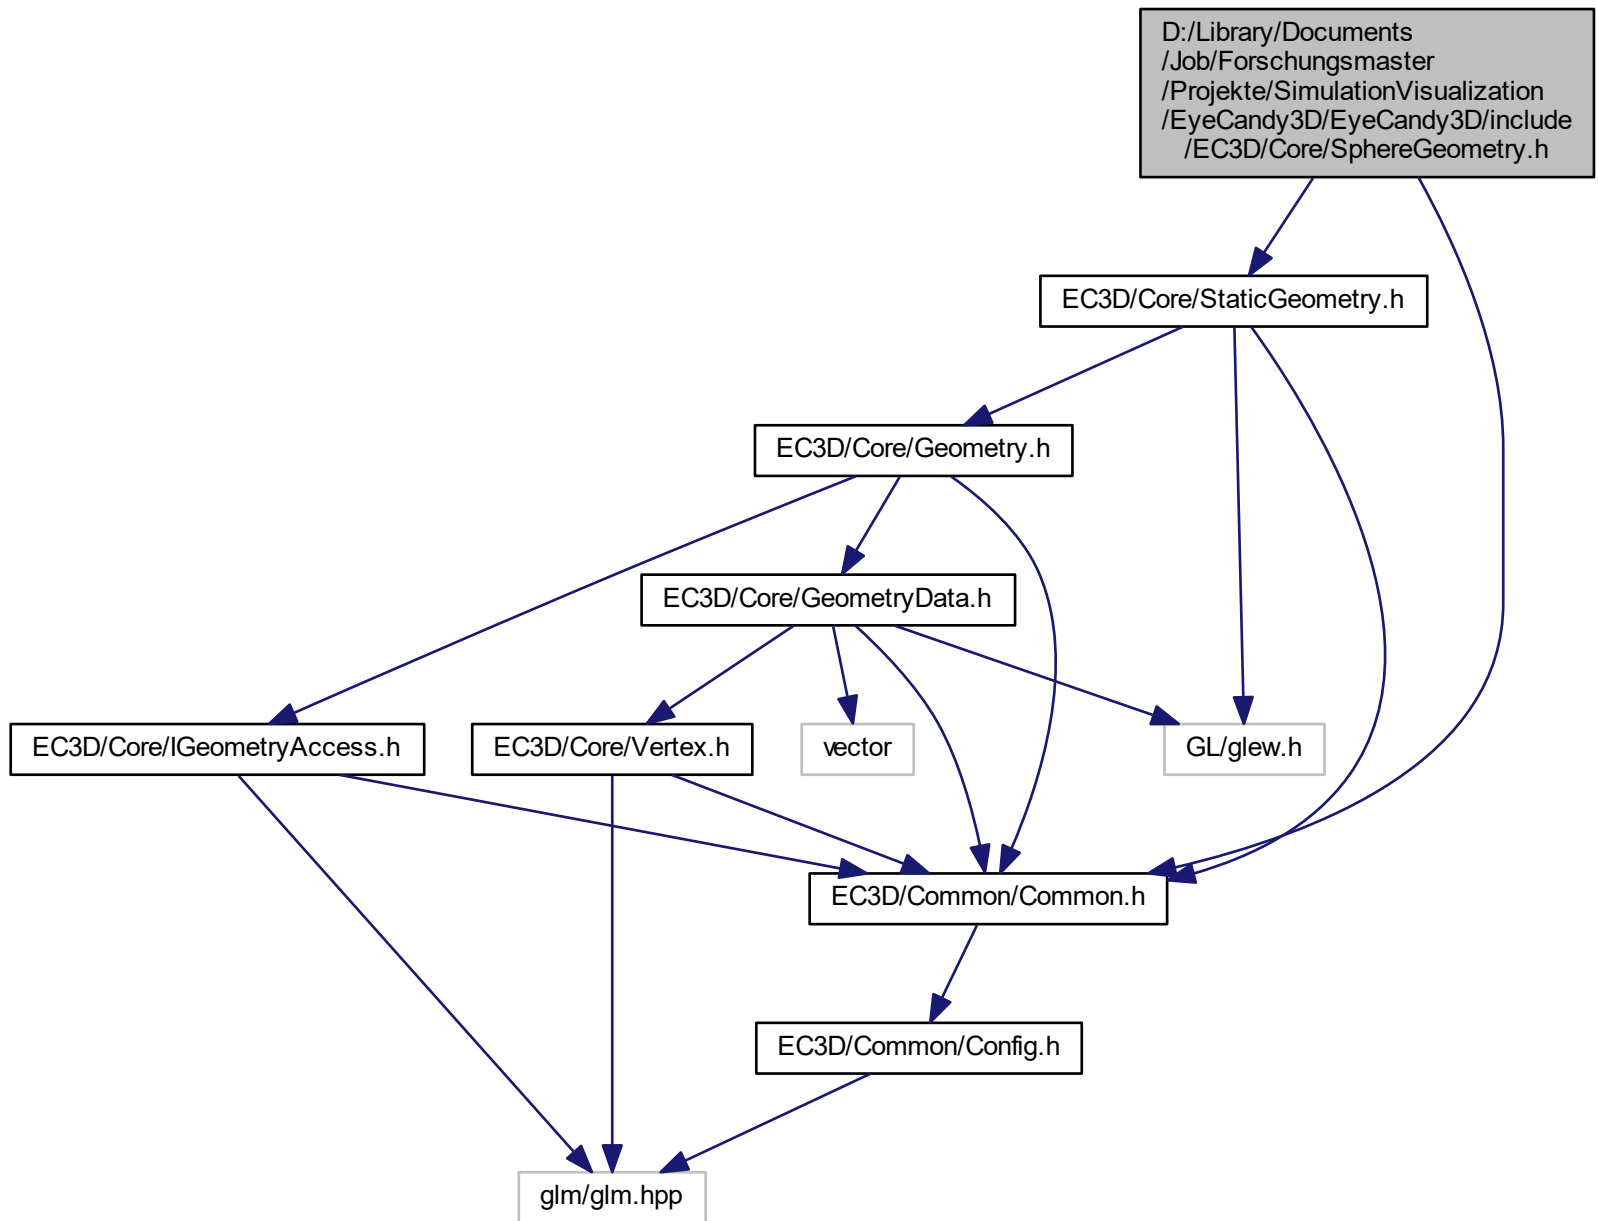 D:/Library/Documents
/Job/Forschungsmaster
/Projekte/SimulationVisualization
/EyeCandy3D/EyeCandy3D/include
/EC3D/Core/SphereGeometry.h
EC3D/Core/StaticGeometry.h
EC3D/Core/Geometry.h
EC3D/Core/GeometryData.h
EC3D/Core/IGeometryAccess.h
EC3D/Core/Vertex.h
vector
GL/glew.h
EC3D/Common/Common.h
EC3D/Common/Config.h
glm/glm.hpp